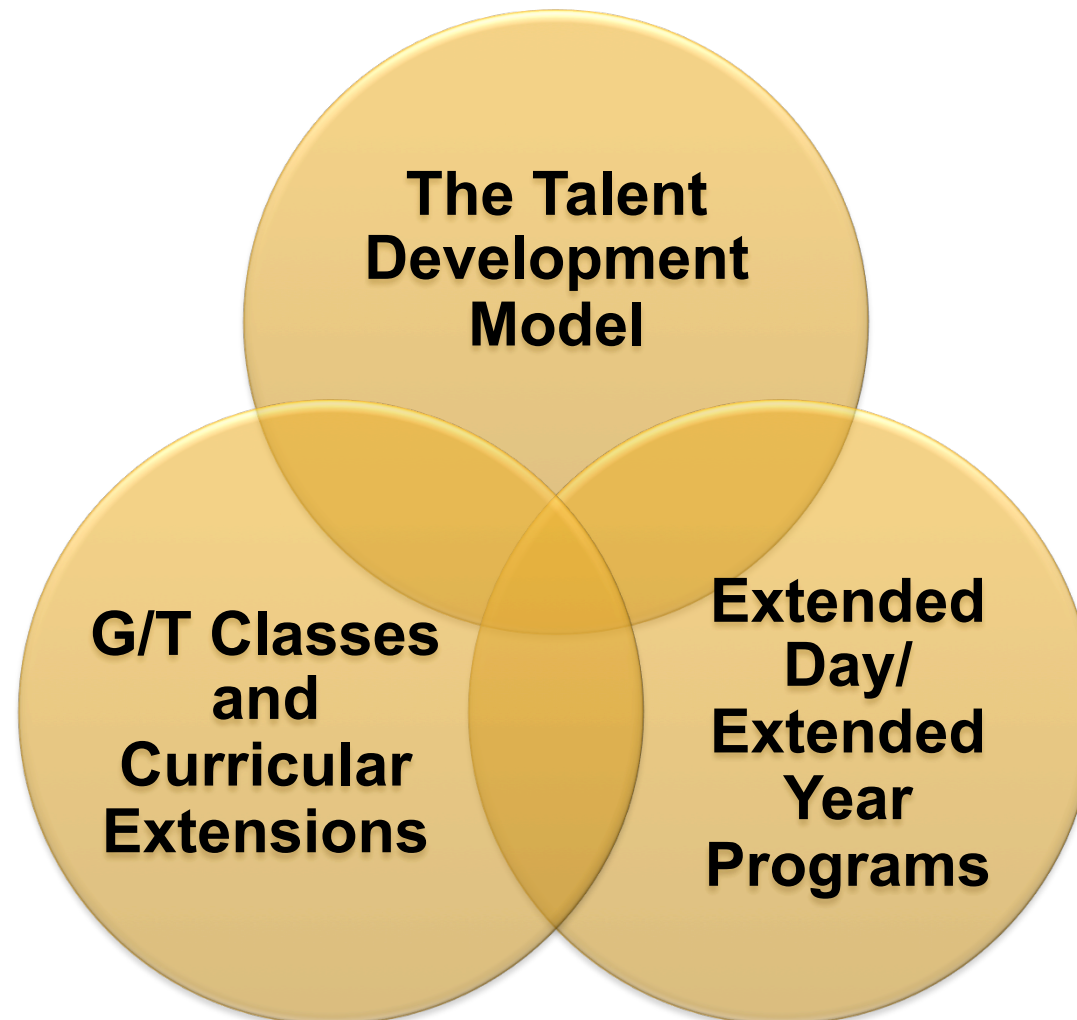 The Talent
Development
Model
G/T Classes
and
Curricular
Extensions
Extended
Day/
Extended
Year
Programs